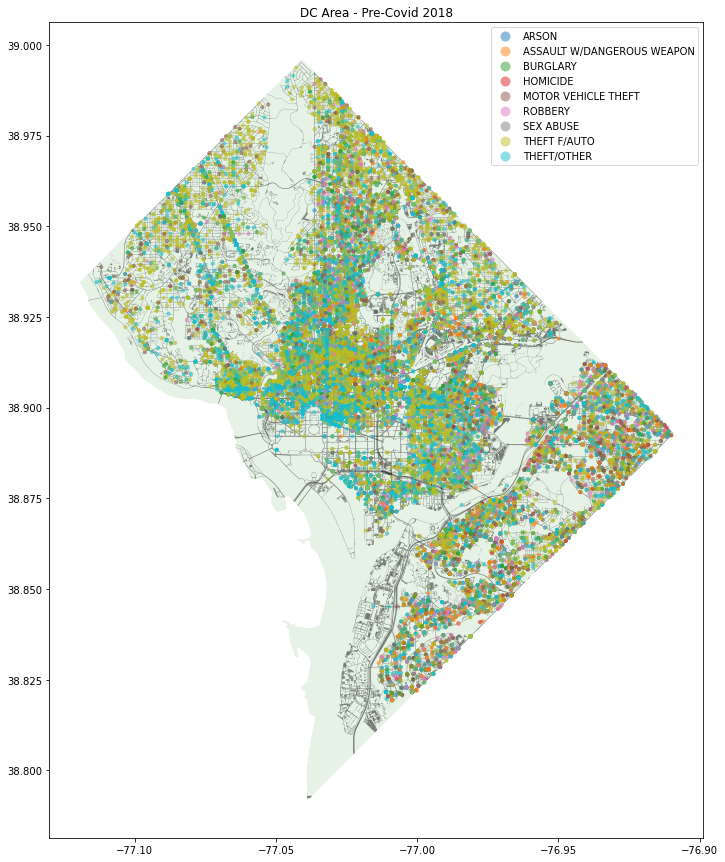 DC Area - Pre-Covid 2018
ARSON
ASSAULT W/DANGEROUS WEAPON
BURGLARY
HOMICIDE
MOTOR VEHICLE THEFT
ROBBERY
SEX ABUSE
THEFT F/AUTO
THEFT/OTHER
39.000
38.975
38.950
38.925
38.900
38.875
38.850
38.825
38.800
−77.10
−77.05
−77.00
−76.95
−76.90